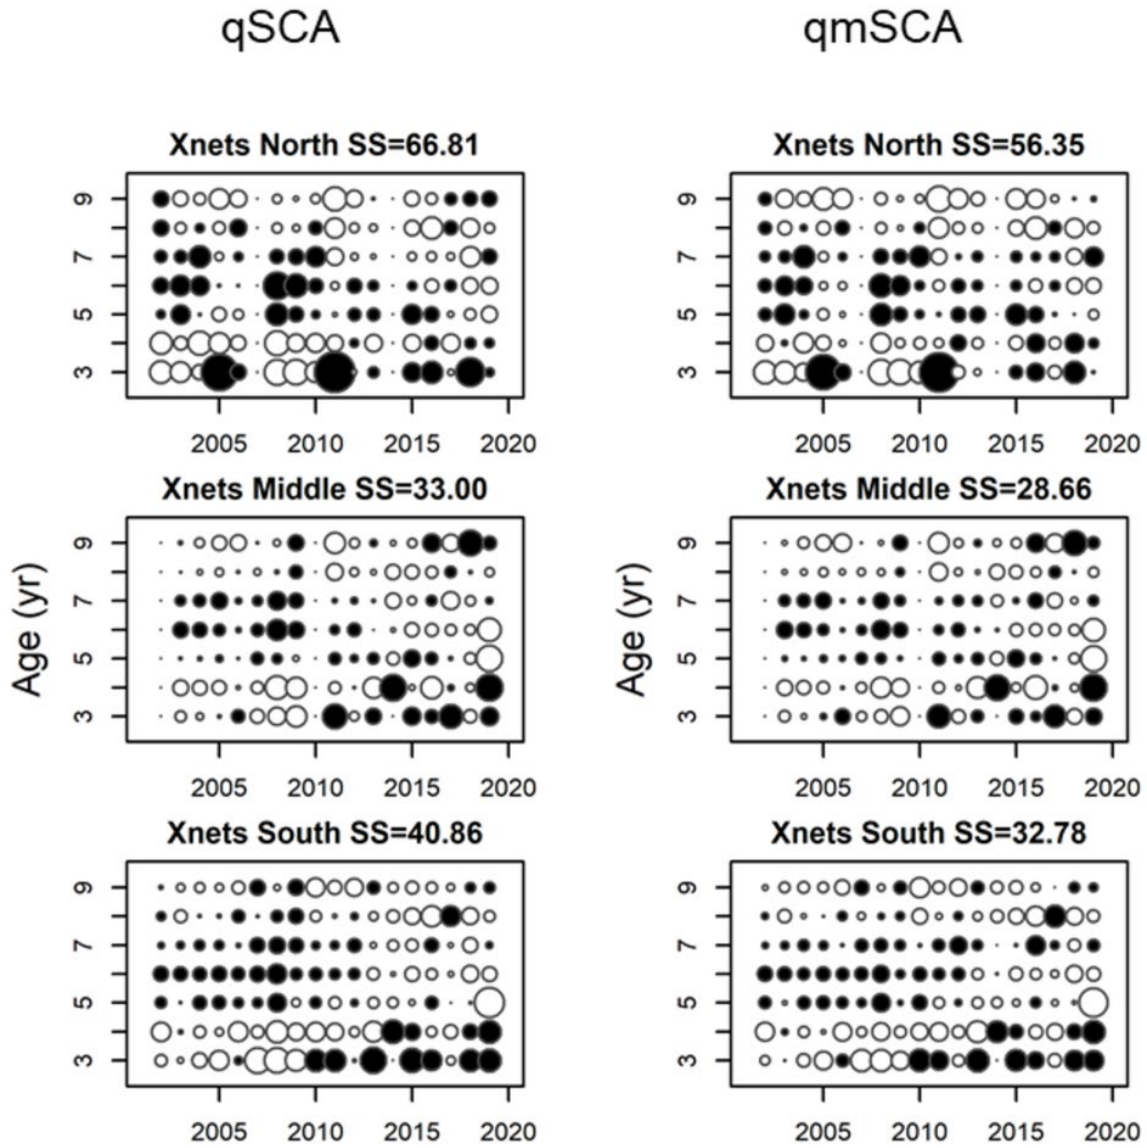 qSCA
qmSCA
Xnets North SS=66.81
Xnets North SS=56.35
9
7
5
3
9
7
5
3
2005 2010 2015 2020
2005 2010 2015 2020
Xnets Middle SS=33.00
Xnets Middle SS=28.66
Age (yr)
9
7
5
3
Age (yr)
9
7
5
3
2005 2010 2015 2020
2005 2010 2015 2020
Xnets South SS=40.86
Xnets South SS=32.78
9
7
5
3
9
7
5
3
2005 2010 2015 2020
2005 2010 2015 2020